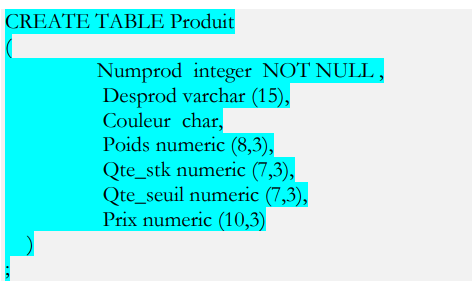 CREATE TABLE Produit
(
Numprod integer NOT NULL ,
Desprod varchar (15),
Couleur char,
Poids numeric (8,3),
Qte_stk numeric (7,3),
Qte_seuil numeric (7,3),
Prix numeric (10,3)
)
;